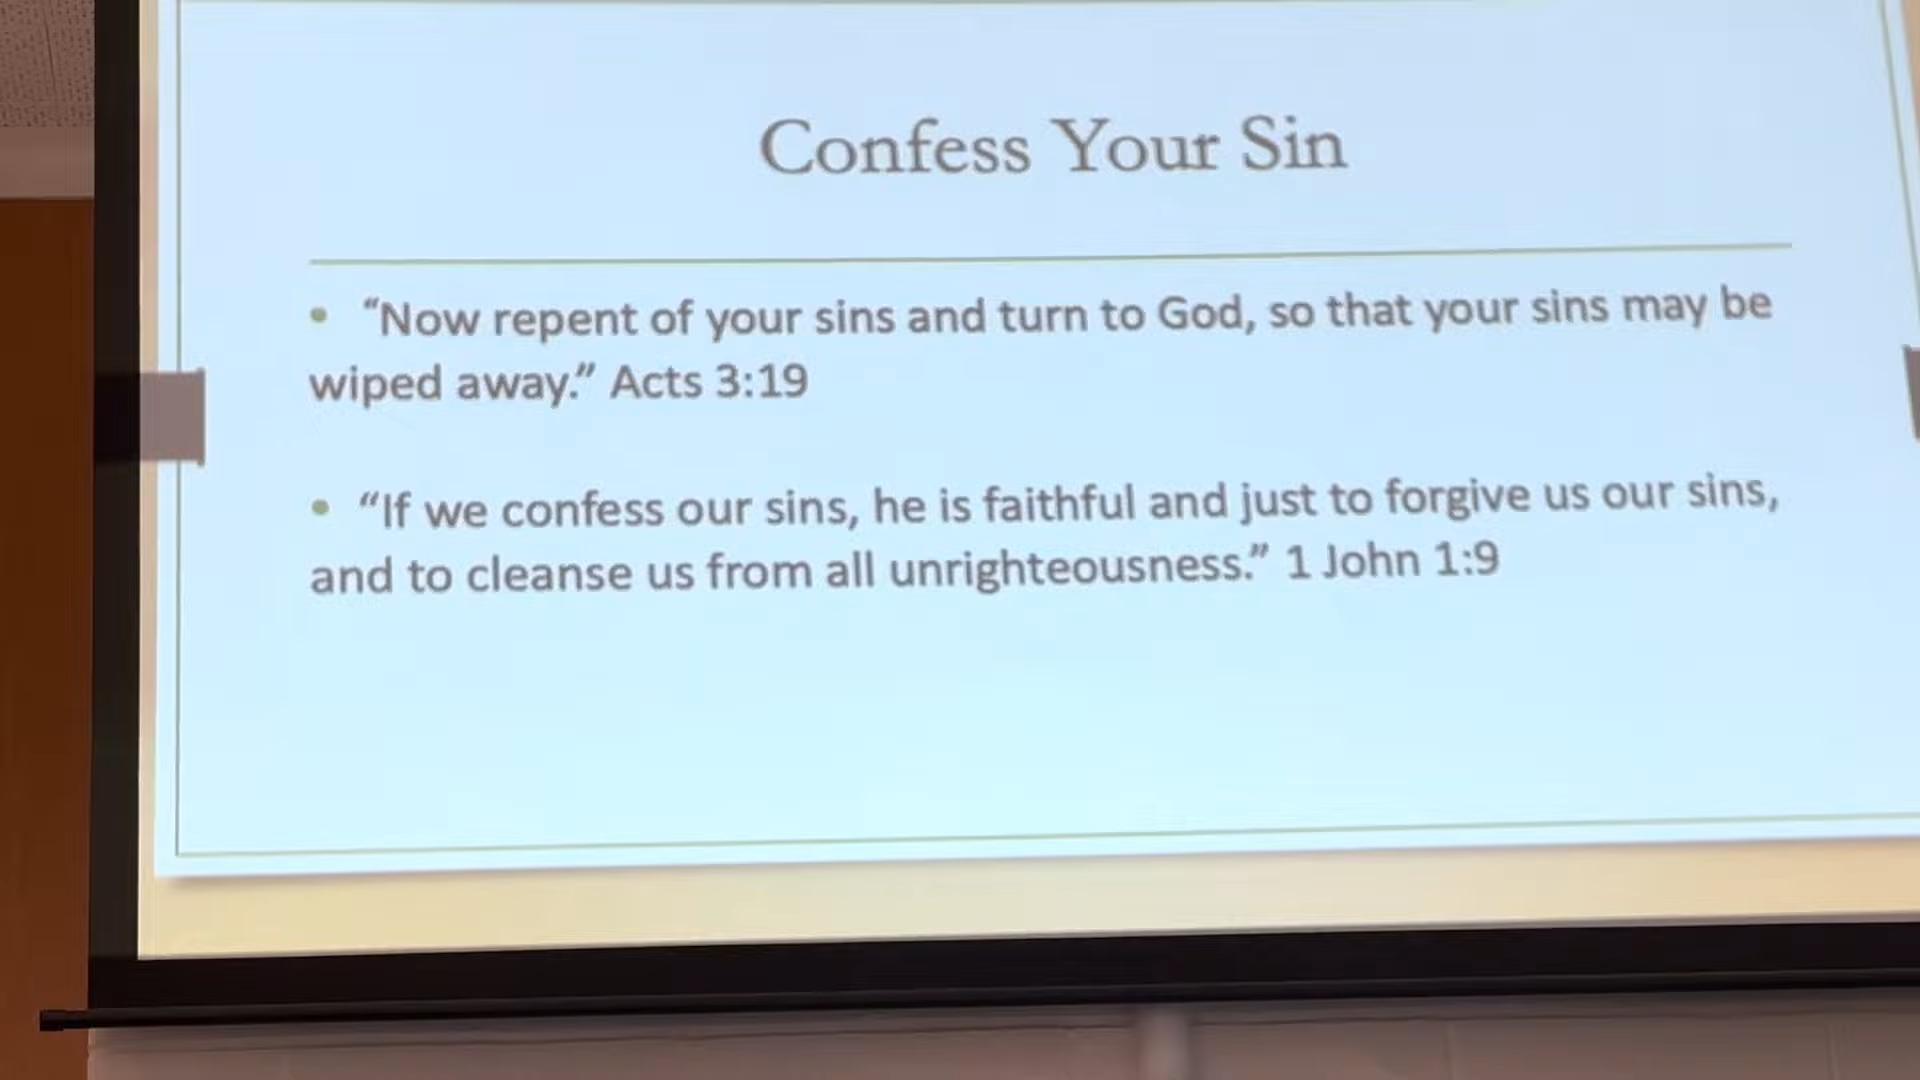 Confess Your Sin
• “Now repent of your sins and turn to God, so that your sins may be
wiped away.” Acts 3:19
• “If we confess our sins, he is faithful and just to forgive us our sins,
and to cleanse us from all unrighteousness.” 1 John 1:9